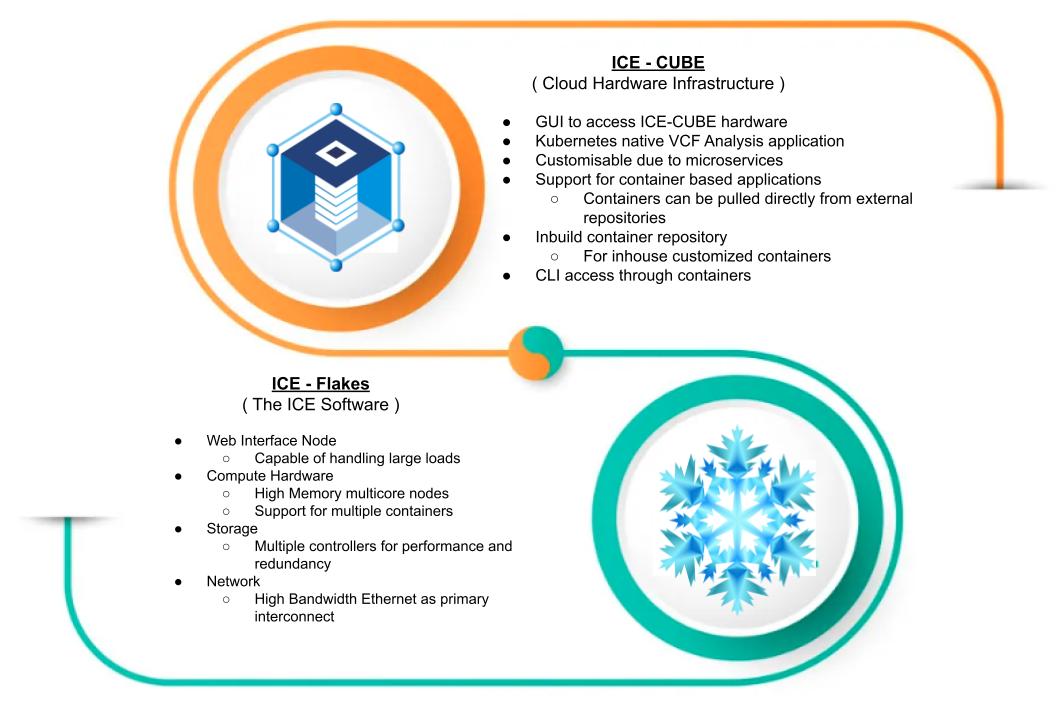 ICE - CUBE
( Cloud Hardware Infrastructure )
● GUI to access ICE-CUBE hardware
● Kubernetes native VCF Analysis application
● Customisable due to microservices
● Support for container based applications
○ Containers can be pulled directly from external
repositories
● Inbuild container repository
○ For inhouse customized containers
● CLI access through containers
ICE - Flakes
( The ICE Software )
● Web Interface Node
○ Capable of handling large loads
● Compute Hardware
○ High Memory multicore nodes
○ Support for multiple containers
● Storage
○ Multiple controllers for performance and
redundancy
● Network
○ High Bandwidth Ethernet as primary
interconnect